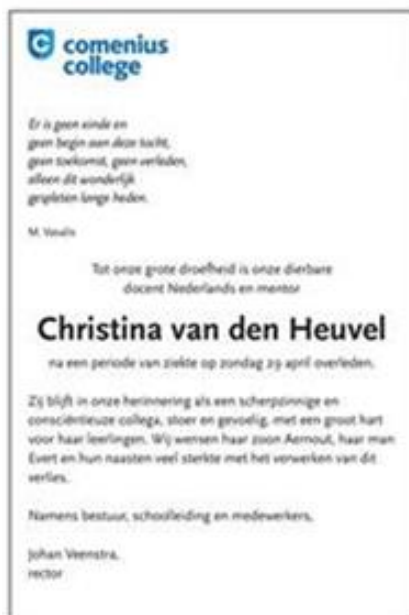 comenius
college
Er is geen einde en
geen begin aan deze tocht,
geen toekomst, geen verleden,
alleen dit wonderlijk
gespleten lange heden.
M. Vasalis
Tot onze grote droefheid is onze dierbare
docent Nederlands en mentor
Christina van den Heuvel
na een periode van ziekte op zondag 29 april overleden.
Zij blijft in onze herinnering als een scherpzinnige en
consciëntieuze collega, stoer en gevoelig, met een groot hart
voor haar leerlingen. Wij wensen haar zoon Aernout, haar man
Evert en hun naasten veel sterkte met het verwerken van dit
verlies.
Namens bestuur, schoolleiding en medewerkers,
Johan Veenstra,
rector